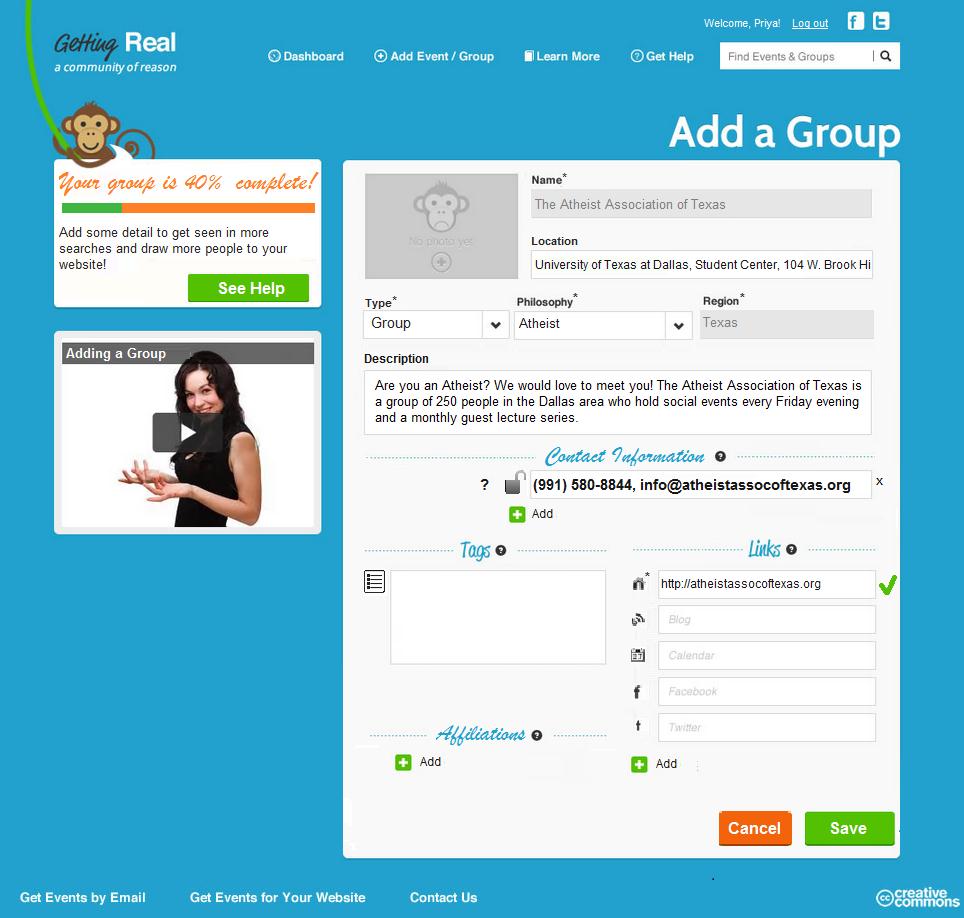 Welcome, Priya! Log out
Getting Real
a community of reason
Dashboard Add Event / Group Learn More Get Help Find Events & Groups
Add a Group
Your group is 40% complete!
Add some detail to get seen in more
searches and draw more people to your
website!
See Help
Adding a Group
No photo yet
Name*
The Atheist Association of Texas
Location
University of Texas at Dallas, Student Center, 104 W. Brook Hi
Type* Philosophy* Region*
Group Atheist Texas
Description
Are you an Atheist? We would love to meet you! The Atheist Association of Texas is
a group of 250 people in the Dallas area who hold social events every Friday evening
and a monthly guest lecture series.
Contact Information ?
? (991) 580-8844, info@atheistassocoftexas.org x
Add
Tags ?
Links ?
* http://atheistassocoftexas.org
Blog
Calendar
Facebook
Twitter
Add
Affiliations ?
Add
Cancel Save
Get Events by Email Get Events for Your Website Contact Us
cc creative commons